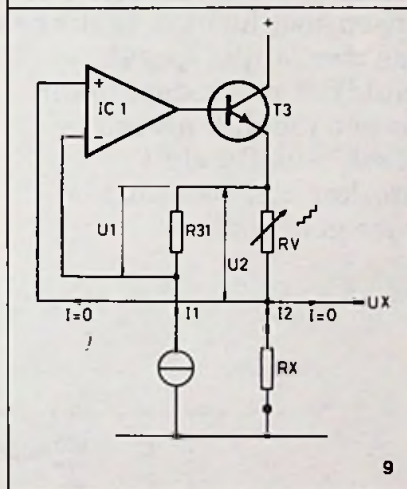 +
+
IC 1
T3
−
U1
R31
U2
RV
I=0
I1
I2
I=0
UX
RX
9